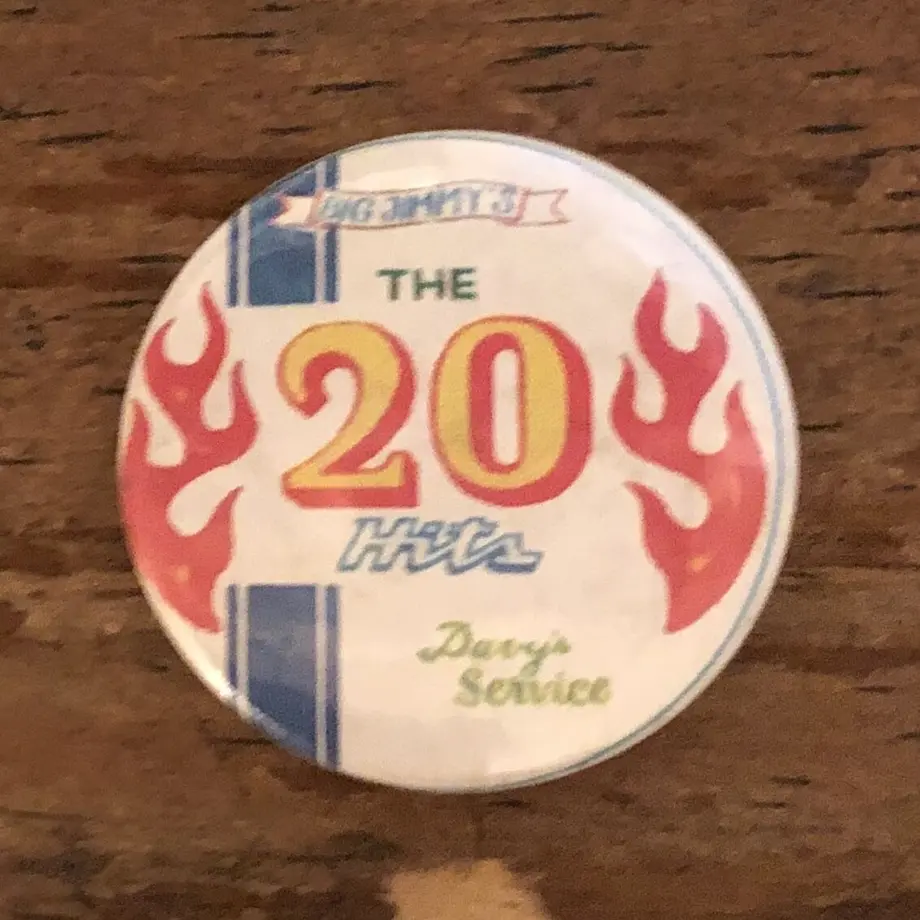 BIG JIMMY'S
THE
20
Hits
Davy's
Service